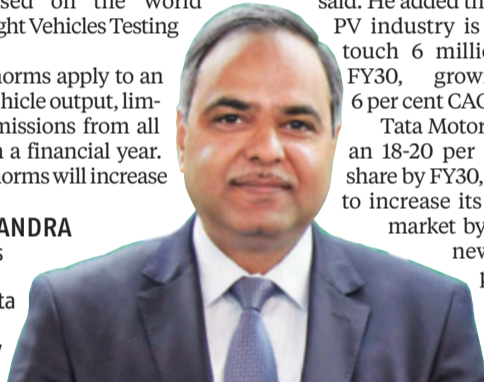 sed on the world
ght Vehicles Testing
norms apply to an
hicle output, lim-
missions from all
n a financial year.
norms will increase
ANDRA
s
ta
said. He added th
PV industry is
touch 6 millio
FY30, grow
6 per cent CAG
Tata Motor
an 18-20 per
share by FY30,
to increase its
market by
new